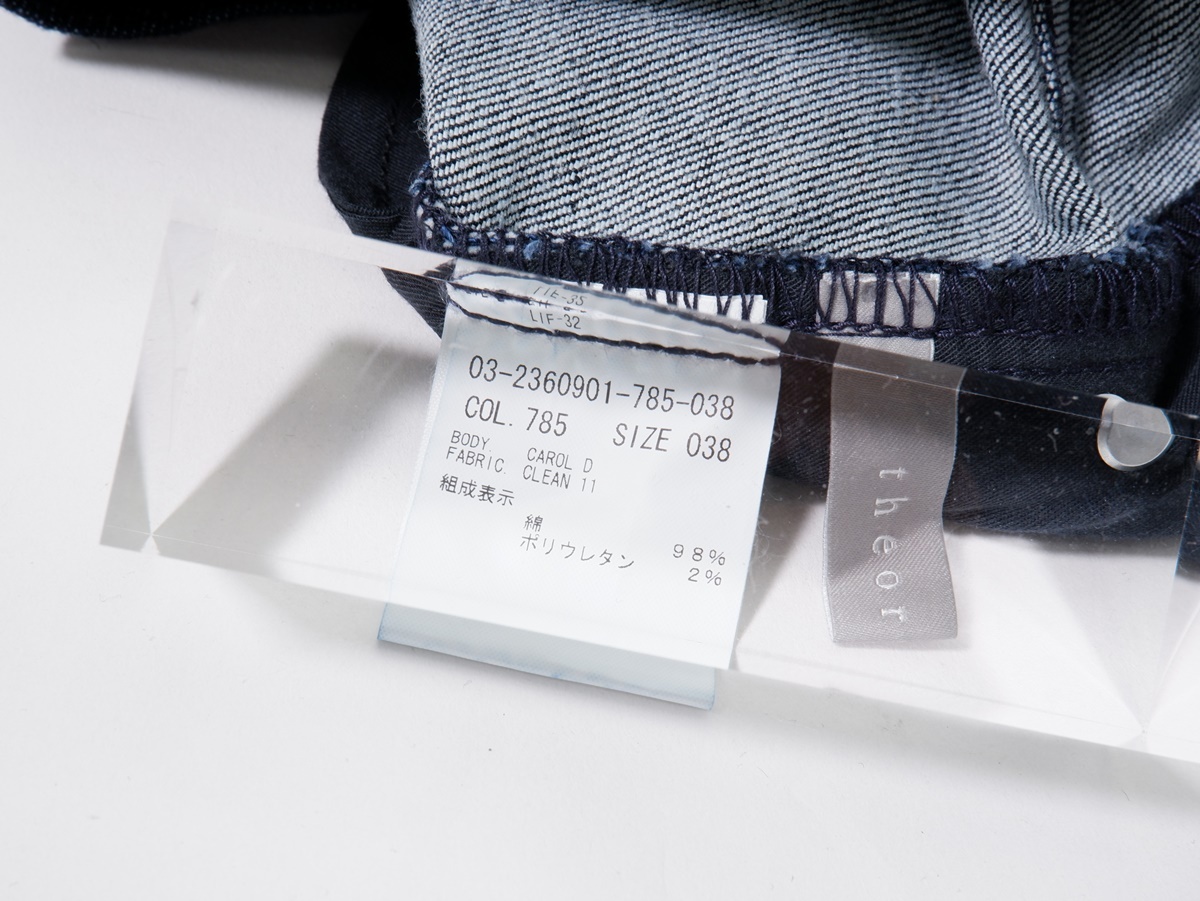 LIF-32
03-2360901-785-038
COL. 785 SIZE 038
BODY. CAROL D
FABRIC. CLEAN 11
組成表示
綿 98%
ポリウレタン 2%
theor